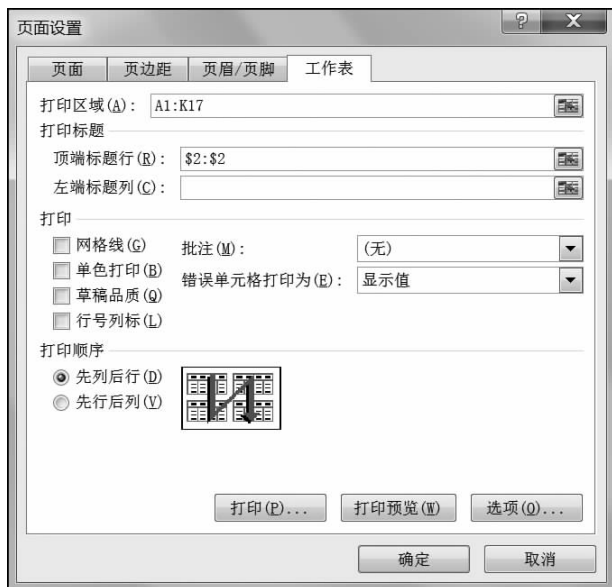 页面设置
页面 页边距 页眉/页脚 工作表
打印区域(A): A1:K17
打印标题
顶端标题行(R): $2:$2
左端标题列(C):
打印
网格线(G) 批注(M): (无)
单色打印(B)
错误单元格打印为(E): 显示值
草稿品质(Q)
行号列标(L)
打印顺序
先列后行(D)
先行后列(V)
打印(P)... 打印预览(W) 选项(O)...
确定 取消